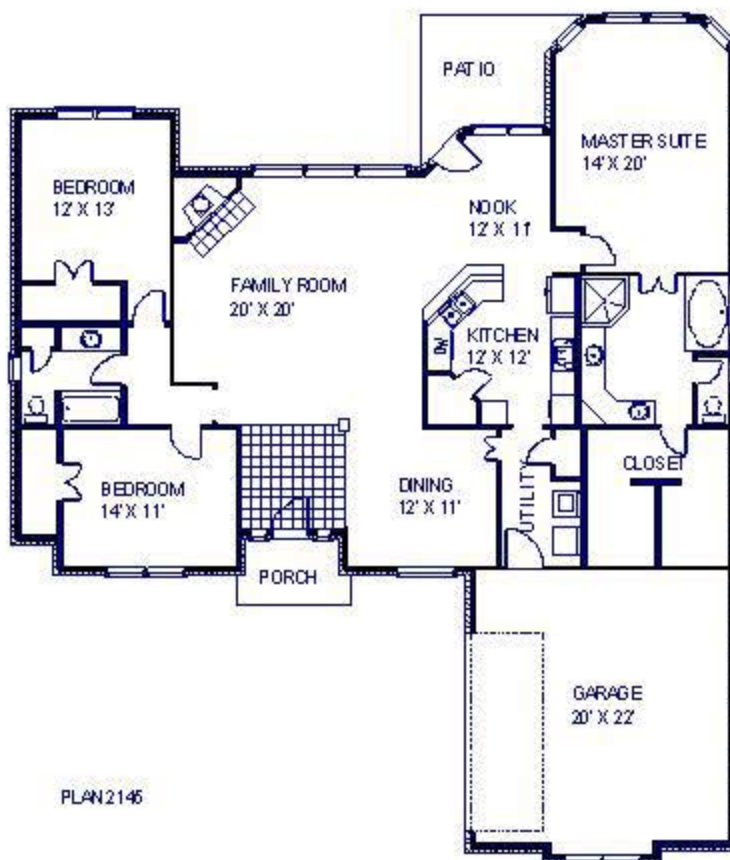 PATIO
MASTER SUITE
14' X 20'
BEDROOM
12' X 13'
NOOK
12' X 11'
FAMILY ROOM
20' X 20'
KITCHEN
12' X 12'
DW
CLOSET
BEDROOM
14' X 11'
DINING
12' X 11'
UTILITY
PORCH
GARAGE
20' X 22'
PLAN 2145